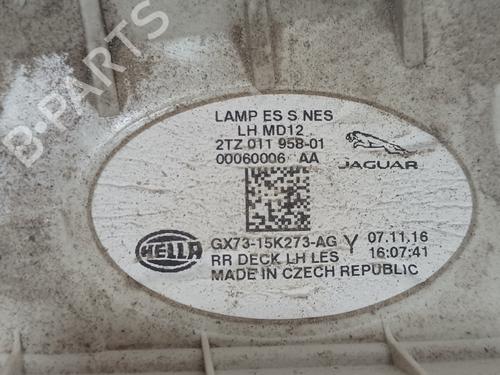 B-PARTS
LAMP ES S NES
LH MD12
2TZ 011 958-01
00060006 AA
JAGUAR
HELLA
GX73-15K273-AG Y 07.11.16
RR DECK LH LES 16:07:41
MADE IN CZECH REPUBLIC